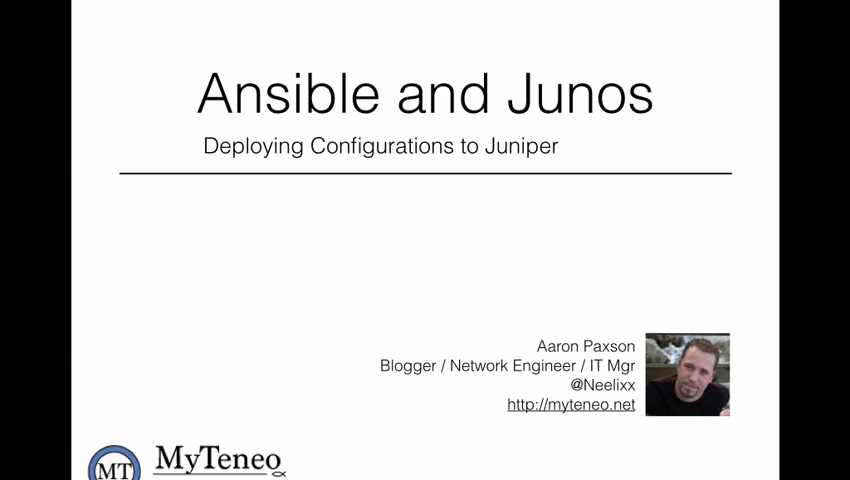 Ansible and Junos
Deploying Configurations to Juniper
Aaron Paxson
Blogger / Network Engineer / IT Mgr
@Neelixx
http://myteneo.net
MT
MyTeneo